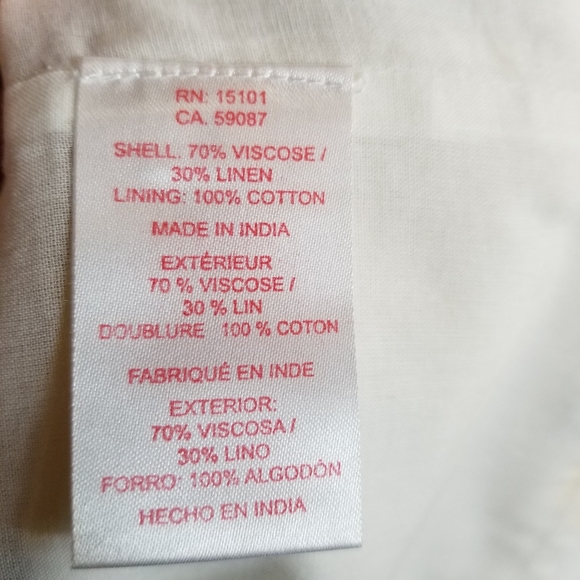 RN: 15101
CA. 59087
SHELL. 70% VISCOSE /
30% LINEN
LINING: 100% COTTON
MADE IN INDIA
EXTÉRIEUR
70 % VISCOSE /
30 % LIN
DOUBLURE 100 % COTON
FABRIQUÉ EN INDE
EXTERIOR:
70% VISCOSA /
30% LINO
FORRO: 100% ALGODÓN
HECHO EN INDIA